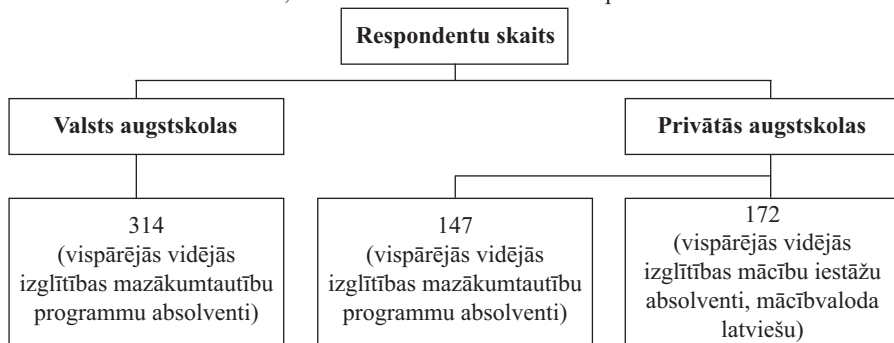 Respondentu skaits
Valsts augstskolas
Privātās augstskolas
314
(vispārējās vidējās
izglītības mazākumtautību
programmu absolventi)
147
(vispārējās vidējās
izglītības mazākumtautību
programmu absolventi)
172
(vispārējās vidējās
izglītības mācību iestāžu
absolventi, mācībvaloda
latviešu)